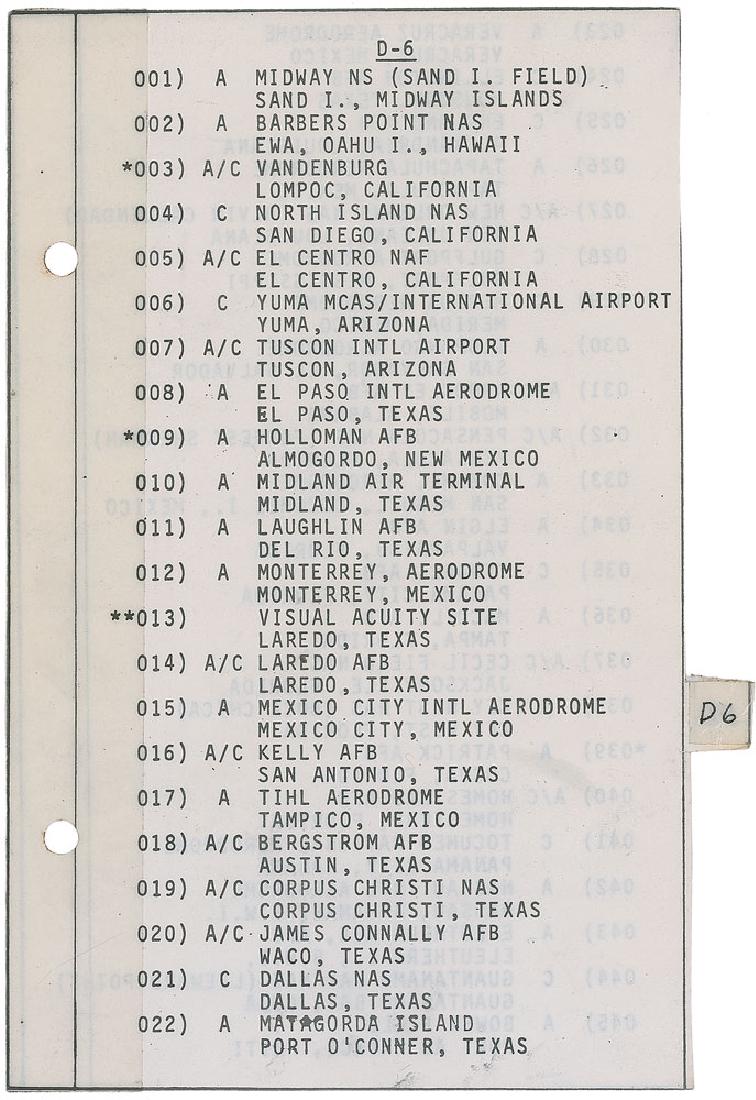 D-6
001) A MIDWAY NS (SAND I. FIELD)
SAND I., MIDWAY ISLANDS
002) A BARBERS POINT NAS
EWA, OAHU I., HAWAII
*003) A/C VANDENBURG
LOMPOC, CALIFORNIA
004) C NORTH ISLAND NAS
SAN DIEGO, CALIFORNIA
005) A/C EL CENTRO NAF
EL CENTRO, CALIFORNIA
006) C YUMA MCAS/INTERNATIONAL AIRPORT
YUMA, ARIZONA
007) A/C TUSCON INTL AIRPORT
TUSCON, ARIZONA
008) A EL PASO INTL AERODROME
EL PASO, TEXAS
*009) A HOLLOMAN AFB
ALMOGORDO, NEW MEXICO
010) A MIDLAND AIR TERMINAL
MIDLAND, TEXAS
011) A LAUGHLIN AFB
DEL RIO, TEXAS
012) A MONTERREY, AERODROME
MONTERREY, MEXICO
**013) VISUAL ACUITY SITE
LAREDO, TEXAS
014) A/C LAREDO AFB
LAREDO, TEXAS
015) A MEXICO CITY INTL AERODROME
MEXICO CITY, MEXICO
D6
016) A/C KELLY AFB
SAN ANTONIO, TEXAS
017) A TIHL AERODROME
TAMPICO, MEXICO
018) A/C BERGSTROM AFB
AUSTIN, TEXAS
019) A/C CORPUS CHRISTI NAS
CORPUS CHRISTI, TEXAS
020) A/C JAMES CONNALLY AFB
WACO, TEXAS
021) C DALLAS NAS
DALLAS, TEXAS
022) A MATAGORDA ISLAND
PORT O'CONNER, TEXAS